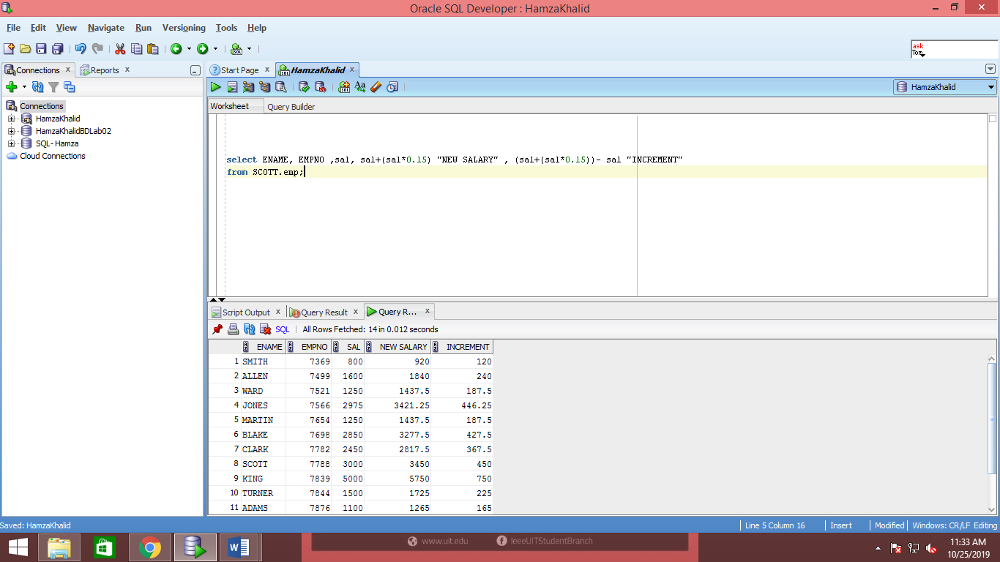 Oracle SQL Developer : HamzaKhalid
File Edit View Navigate Run Versioning Tools Help
ask
Tom
Connections
Reports
Start Page
HamzaKhalid
HamzaKhalid
Worksheet
Query Builder
Connections
HamzaKhalid
HamzaKhalidBDLab02
SQL- Hamza
Cloud Connections
select ENAME, EMPNO ,sal, sal+(sal*0.15) "NEW SALARY" , (sal+(sal*0.15))- sal "INCREMENT"
from SCOTT.emp;
Script Output
Query Result
Query R...
SQL
All Rows Fetched: 14 in 0.012 seconds
ENAME EMPNO SAL NEW SALARY INCREMENT
1 SMITH 7369 800 920 120
2 ALLEN 7499 1600 1840 240
3 WARD 7521 1250 1437.5 187.5
4 JONES 7566 2975 3421.25 446.25
5 MARTIN 7654 1250 1437.5 187.5
6 BLAKE 7698 2850 3277.5 427.5
7 CLARK 7782 2450 2817.5 367.5
8 SCOTT 7788 3000 3450 450
9 KING 7839 5000 5750 750
10 TURNER 7844 1500 1725 225
11 ADAMS 7876 1100 1265 165
Saved: HamzaKhalid
Line 5 Column 16
Insert
Modified
Windows: CR/LF Editing
www.uit.edu
IeeeUITStudentBranch
11:33 AM
10/25/2019